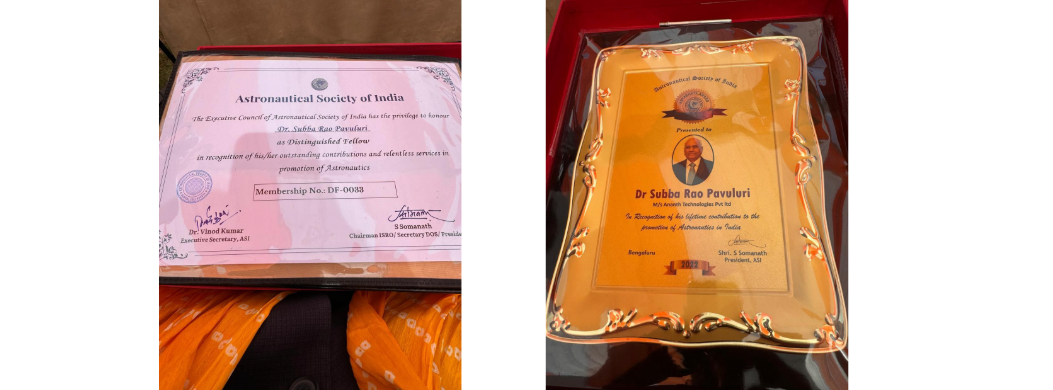 Astronautical Society of India
The Executive Council of Astronautical Society of India has the privilege to honour
Dr. Subba Rao Pavuluri
as Distinguished Fellow
in recognition of his/her outstanding contributions and relentless services in
promotion of Astronautics
Membership No.: DF-0033
Dr. Vinod Kumar
Executive Secretary, ASI
S Somanath
Chairman ISRO/ Secretary DOS/
Astronautical Society of India
Presented to
Dr Subba Rao Pavuluri
M/S Ananth Technologies Pvt ltd
In Recognition of his lifetime contribution to the
promotion of Astronautics in India
Bengaluru
Shri. S Somanath
President, ASI
2022